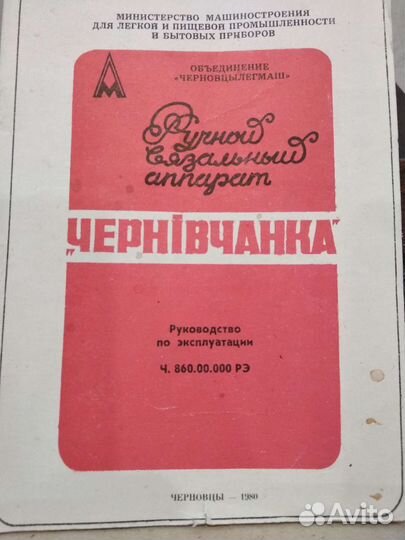 МИНИСТЕРСТВО МАШИНОСТРОЕНИЯ
ДЛЯ ЛЕГКОЙ И ПИЩЕВОЙ ПРОМЫШЛЕННОСТИ
И БЫТОВЫХ ПРИБОРОВ
ОБЪЕДИНЕНИЕ
«ЧЕРНОВЦЫЛЕГМАШ»
Ручной
вязальный
аппарат
„ЧЕРНІВЧАНКА"
Руководство
по эксплуатации
Ч. 860.00.000 РЭ
ЧЕРНОВЦЫ — 1980
Avito